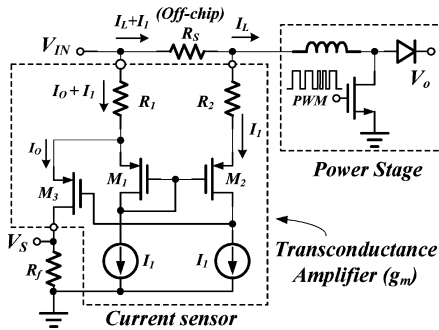 (Off-chip)
I_L+I_1
R_S
I_L
V_IN
I_O + I_1
R_1
R_2
PWM
V_o
I_O
I_1
Power Stage
M_3
M_1
M_2
V_S
I_1
I_1
R_f
Transconductance
Amplifier (g_m)
Current sensor